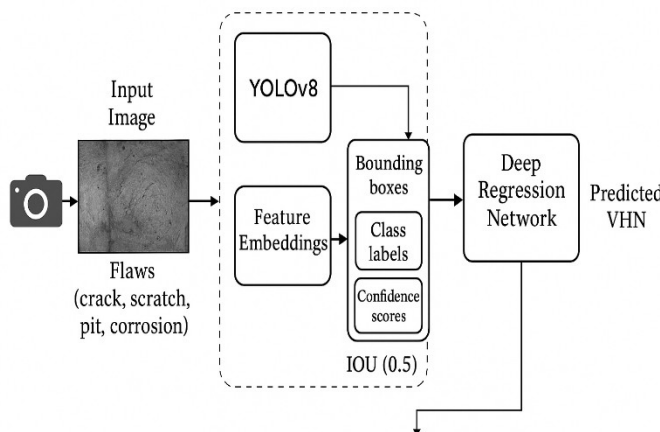 Input
Image
Flaws
(crack, scratch,
pit, corrosion)
YOLOv8
Feature
Embeddings
Bounding
boxes
Class
labels
Confidence
scores
IOU (0.5)
Deep
Regression
Network
Predicted
VHN